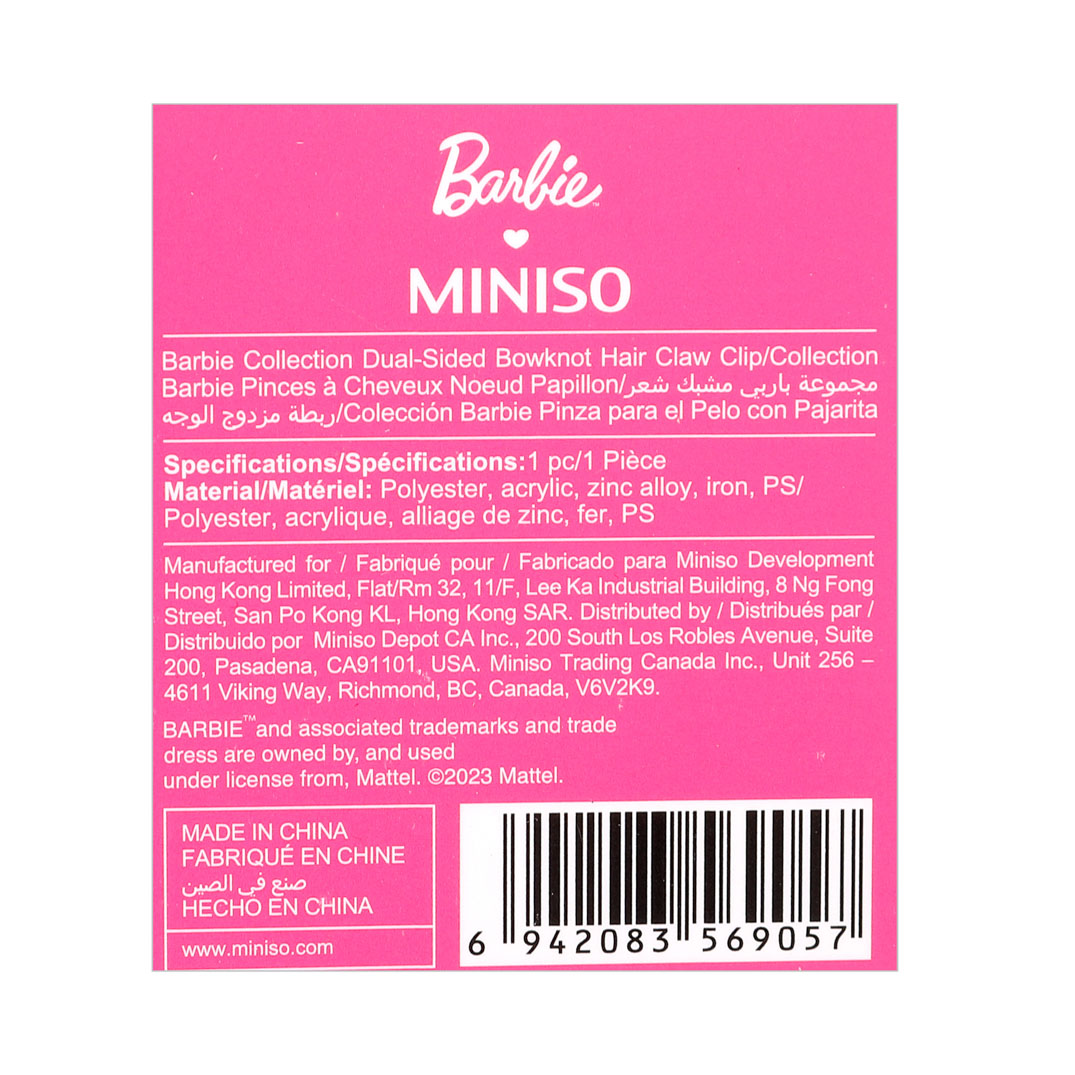 Barbie™
MINISO
Barbie Collection Dual-Sided Bowknot Hair Claw Clip/Collection
Barbie Pinces à Cheveux Noeud Papillon/مجموعة باربي مشبك شعر
ربطة مزدوج الوجه/Colección Barbie Pinza para el Pelo con Pajarita
Specifications/Spécifications:1 pc/1 Pièce
Material/Matériel: Polyester, acrylic, zinc alloy, iron, PS/
Polyester, acrylique, alliage de zinc, fer, PS
Manufactured for / Fabriqué pour / Fabricado para Miniso Development
Hong Kong Limited, Flat/Rm 32, 11/F, Lee Ka Industrial Building, 8 Ng Fong
Street, San Po Kong KL, Hong Kong SAR. Distributed by / Distribués par /
Distribuido por Miniso Depot CA Inc., 200 South Los Robles Avenue, Suite
200, Pasadena, CA91101, USA. Miniso Trading Canada Inc., Unit 256 –
4611 Viking Way, Richmond, BC, Canada, V6V2K9.
BARBIE™and associated trademarks and trade
dress are owned by, and used
under license from, Mattel. ©2023 Mattel.
MADE IN CHINA
FABRIQUÉ EN CHINE
صنع في الصين
HECHO EN CHINA
www.miniso.com
6 942083 569057